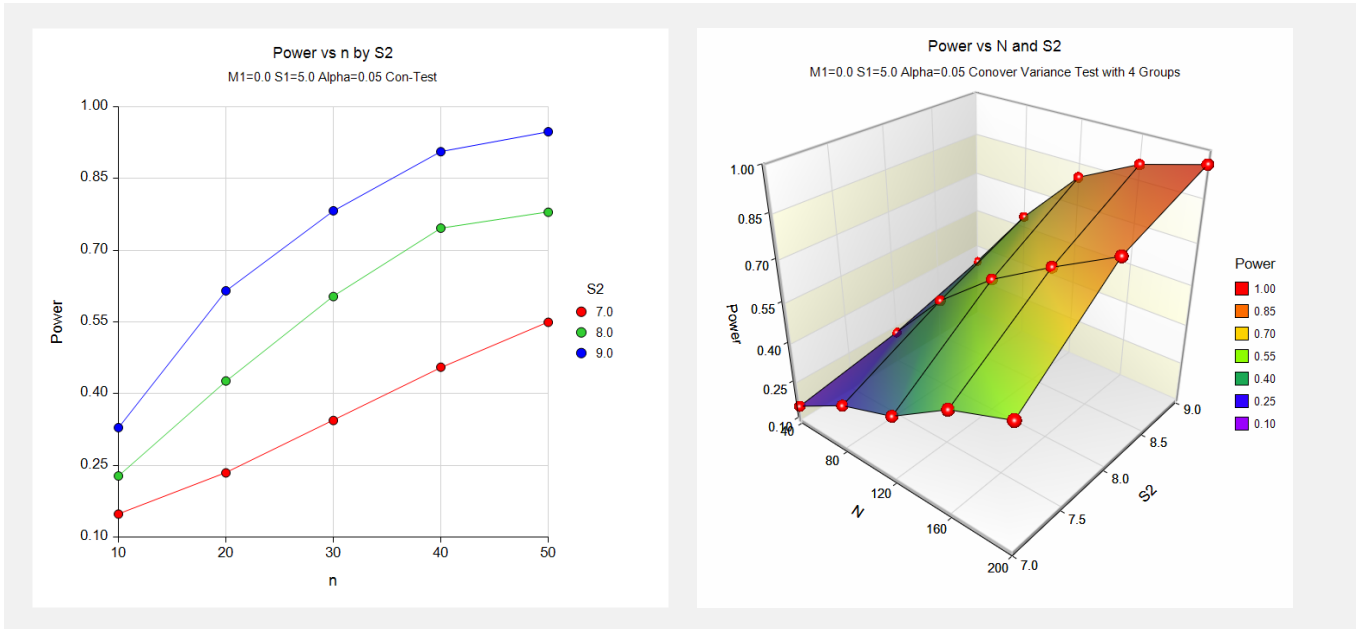 Power vs n by S2
M1=0.0 S1=5.0 Alpha=0.05 Con-Test
1.00
0.85
0.70
0.55
0.40
0.25
0.10
Power
10 20 30 40 50
n
S2
7.0
8.0
9.0
Power vs N and S2
M1=0.0 S1=5.0 Alpha=0.05 Conover Variance Test with 4 Groups
1.00
0.85
0.70
0.55
0.40
0.25
0.10
Power
40
80
120
160
200
N
7.0
7.5
8.0
8.5
9.0
S2
Power
1.00
0.85
0.70
0.55
0.40
0.25
0.10